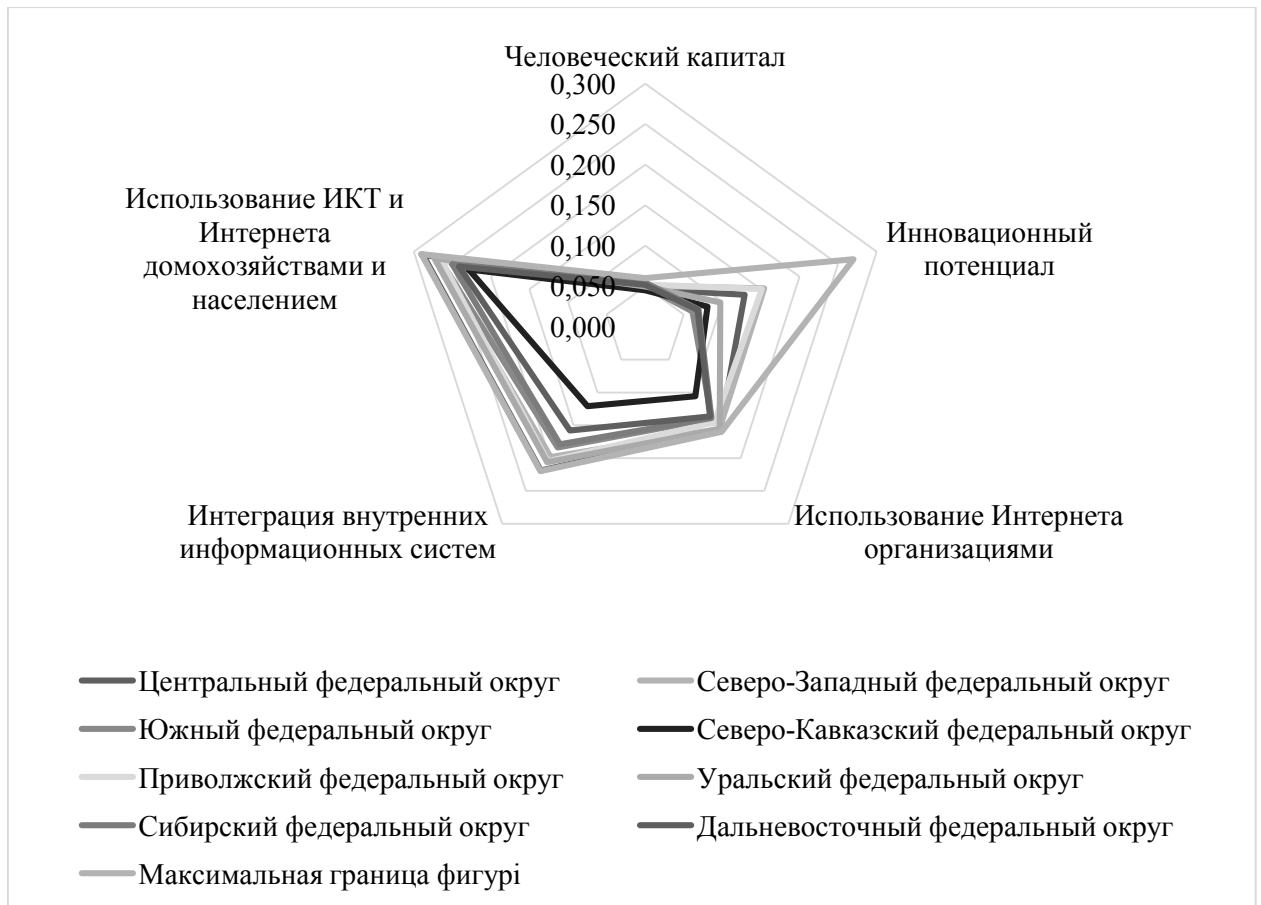 Человеческий капитал
0,300
0,250
0,200
0,150
0,100
0,050
0,000
Использование ИКТ и
Интернета
домохозяйствами и
населением
Инновационный
потенциал
Интеграция внутренних
информационных систем
Использование Интернета
организациями
Центральный федеральный округ
Северо-Западный федеральный округ
Южный федеральный округ
Северо-Кавказский федеральный округ
Приволжский федеральный округ
Уральский федеральный округ
Сибирский федеральный округ
Дальневосточный федеральный округ
Максимальная граница фигурі